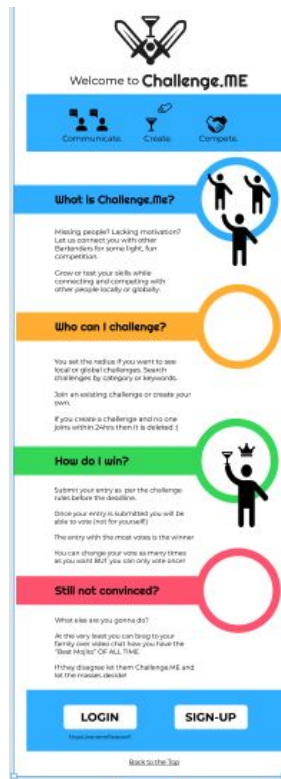 Welcome to Challenge.ME
Communicate. Create. Compete.
What is Challenge.Me?
Missing people? Lacking motivation?
Let us connect you with other
Bartenders for some light, fun
competition.
Grow or test your skills while
connecting and competing with
other people locally or globally.
Who can I challenge?
You set the radius if you want to see
local or global challenges. Search
challenges by category or keywords.
Join an existing challenge or create your
own.
If you create a challenge and no one
joins within 24hrs then it is deleted :(
How do I win?
Submit your entry as per the challenge
rules before the deadline.
Once your entry is submitted you will be
able to vote (not for yourself!)
The entry with the most votes is the winner
You can change your vote as many times
as you want BUT you can only vote once!
Still not convinced?
What else are you gonna do?
At the very least you can brag to your
family over video chat how you have the
"Best Mojito" OF ALL TIME.
If they disagree let them Challenge.ME and
let the masses decide!
LOGIN SIGN-UP
Back to the Top